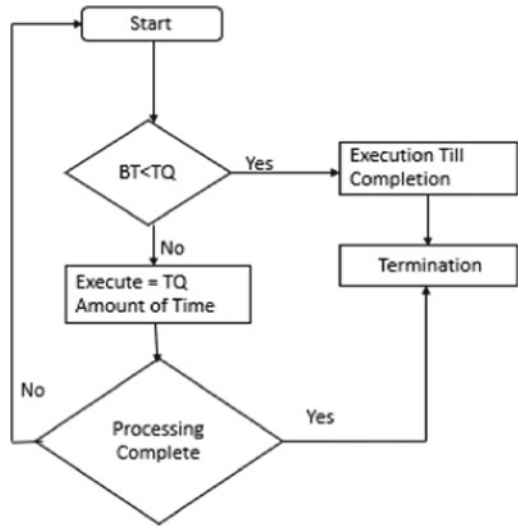 Start
BT<TQ
Yes
Execution Till
Completion
No
Termination
Execute = TQ
Amount of Time
No
Yes
Processing
Complete